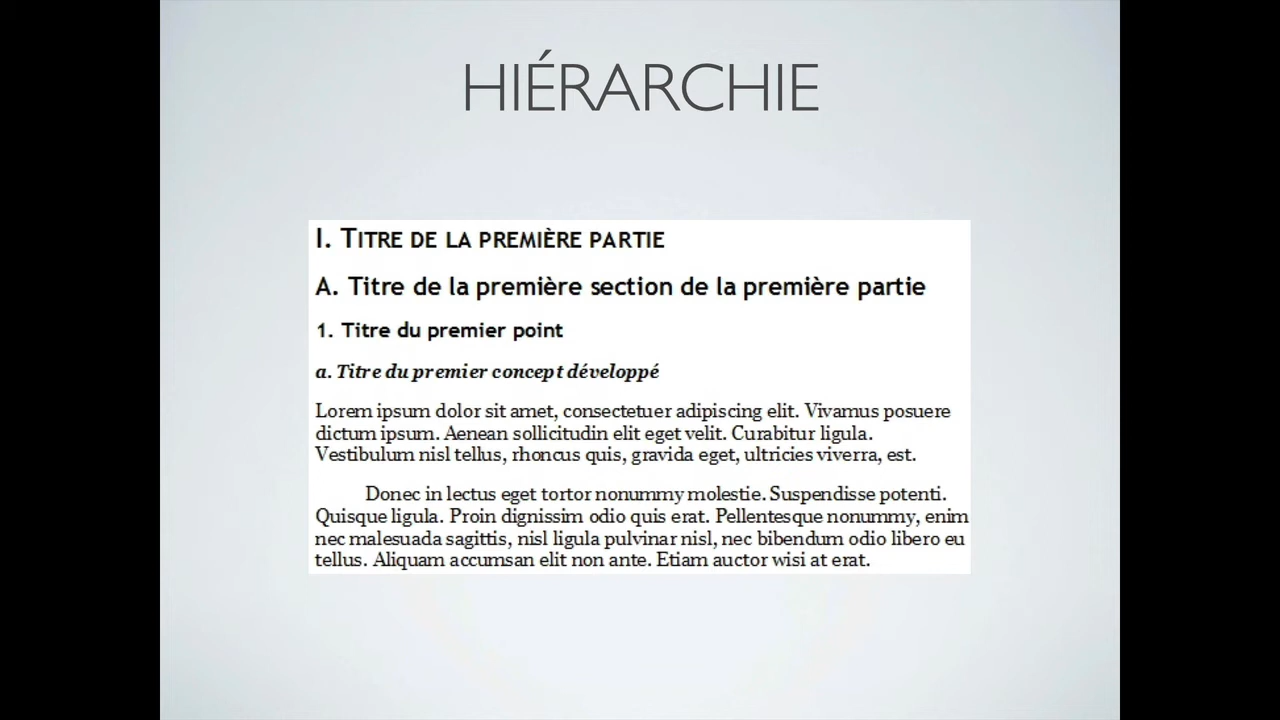 HIÉRARCHIE
I. TITRE DE LA PREMIÈRE PARTIE
A. Titre de la première section de la première partie
1. Titre du premier point
a. Titre du premier concept développé
Lorem ipsum dolor sit amet, consectetuer adipiscing elit. Vivamus posuere
dictum ipsum. Aenean sollicitudin elit eget velit. Curabitur ligula.
Vestibulum nisl tellus, rhoncus quis, gravida eget, ultricies viverra, est.
Donec in lectus eget tortor nonummy molestie. Suspendisse potenti.
Quisque ligula. Proin dignissim odio quis erat. Pellentesque nonummy, enim
nec malesuada sagittis, nisl ligula pulvinar nisl, nec bibendum odio libero eu
tellus. Aliquam accumsan elit non ante. Etiam auctor wisi at erat.